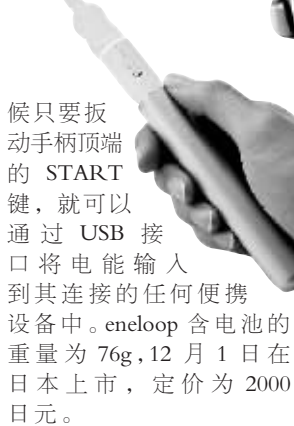 候只要扳
动手柄顶端
的 START
键，就可以
通过 USB 接
口将电能输入
到其连接的任何便携
设备中。eneloop 含电池的
重量为 76g，12 月 1 日在
日本上市，定价为 2000
日元。